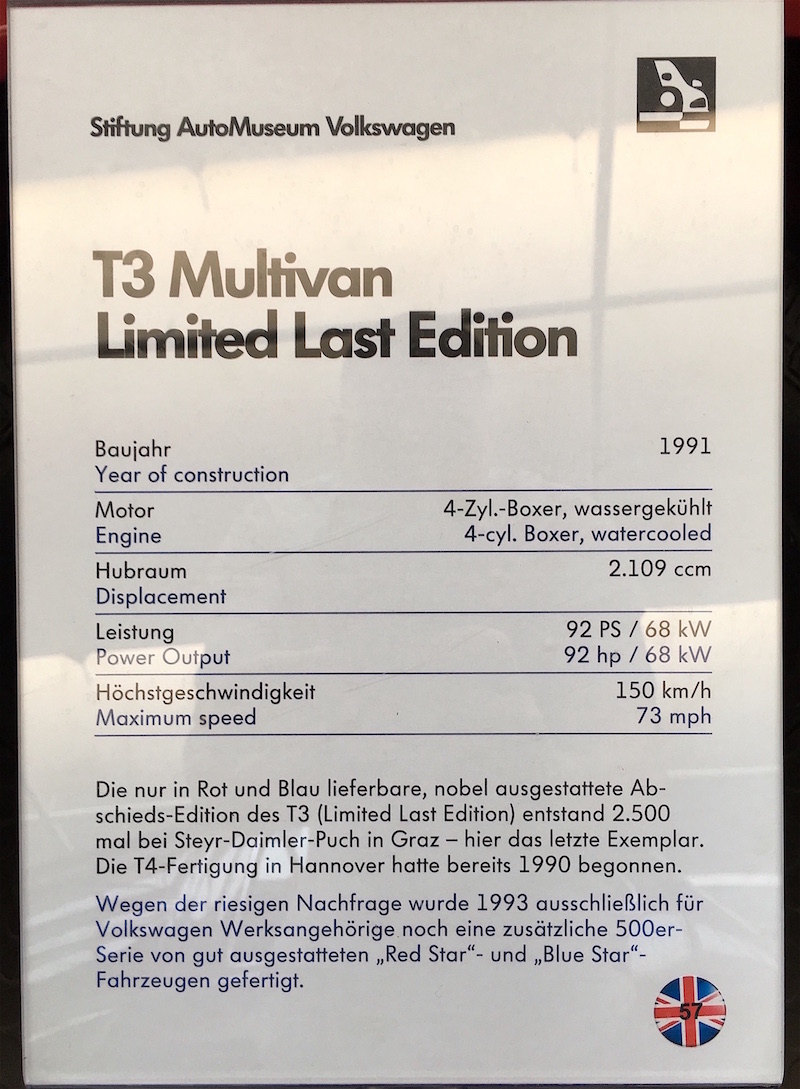 Stiftung AutoMuseum Volkswagen
T3 Multivan
Limited Last Edition
Baujahr 1991
Year of construction
Motor 4-Zyl.-Boxer, wassergekühlt
Engine 4-cyl. Boxer, watercooled
Hubraum 2.109 ccm
Displacement
Leistung 92 PS / 68 kW
Power Output 92 hp / 68 kW
Höchstgeschwindigkeit 150 km/h
Maximum speed 73 mph
Die nur in Rot und Blau lieferbare, nobel ausgestattete Ab-
schieds-Edition des T3 (Limited Last Edition) entstand 2.500
mal bei Steyr-Daimler-Puch in Graz – hier das letzte Exemplar.
Die T4-Fertigung in Hannover hatte bereits 1990 begonnen.
Wegen der riesigen Nachfrage wurde 1993 ausschließlich für
Volkswagen Werksangehörige noch eine zusätzliche 500er-
Serie von gut ausgestatteten „Red Star“- und „Blue Star“-
Fahrzeugen gefertigt.
57